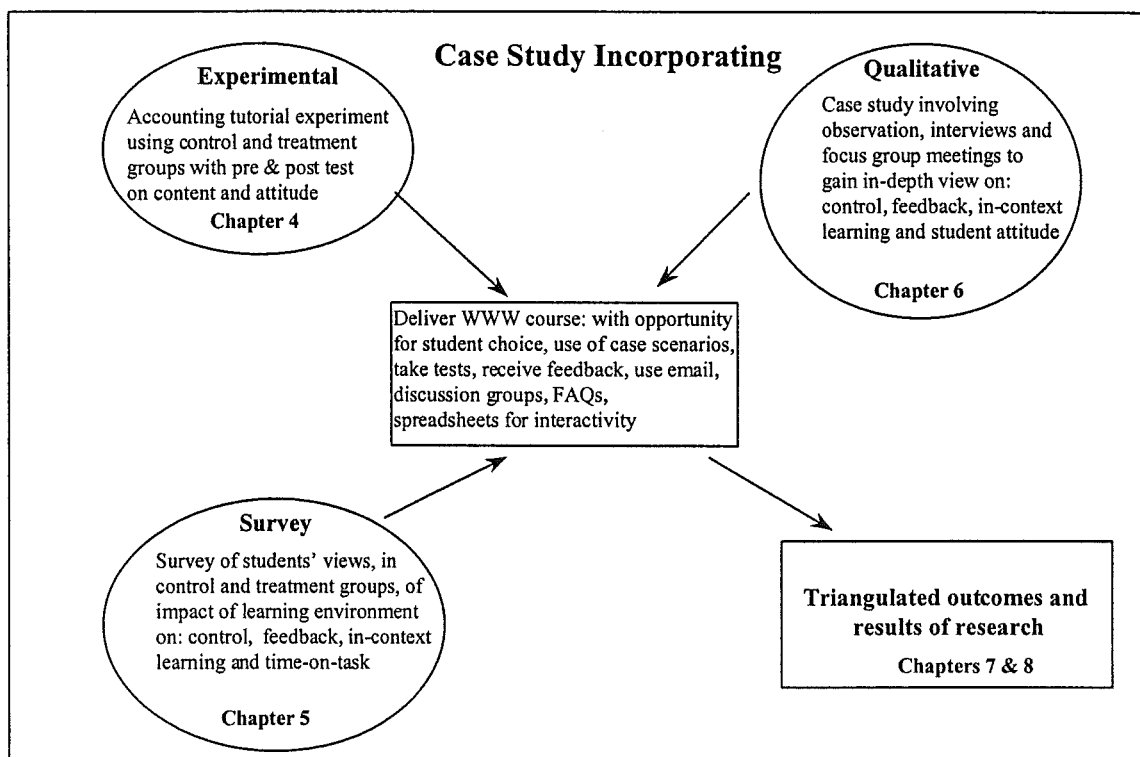 Case Study Incorporating
Experimental
Accounting tutorial experiment
using control and treatment
groups with pre & post test
on content and attitude
Chapter 4
Qualitative
Case study involving
observation, interviews and
focus group meetings to
gain in-depth view on:
control, feedback, in-context
learning and student attitude
Chapter 6
Deliver WWW course: with opportunity
for student choice, use of case scenarios,
take tests, receive feedback, use email,
discussion groups, FAQs,
spreadsheets for interactivity
Survey
Survey of students’ views, in
control and treatment groups, of
impact of learning environment
on: control, feedback, in-context
learning and time-on-task
Chapter 5
Triangulated outcomes and
results of research
Chapters 7 & 8